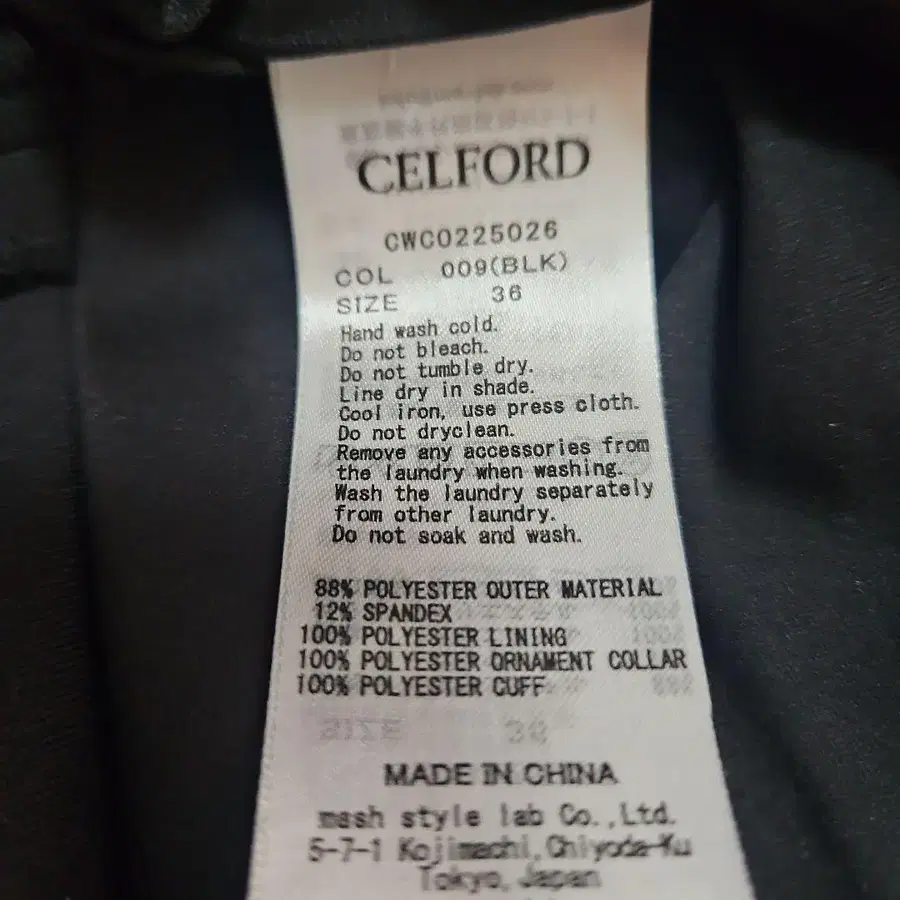 CELFORD
CWC0225026
COL 009(BLK)
SIZE 36
Hand wash cold.
Do not bleach.
Do not tumble dry.
Line dry in shade.
Cool iron, use press cloth.
Do not dryclean.
Remove any accessories from
the laundry when washing.
Wash the laundry separately
from other laundry.
Do not soak and wash.
88% POLYESTER OUTER MATERIAL
12% SPANDEX
100% POLYESTER LINING
100% POLYESTER ORNAMENT COLLAR
100% POLYESTER CUFF
MADE IN CHINA
mash style lab Co.,Ltd.
5-7-1 Kojimachi,Chiyoda-Ku
Tokyo,Japan